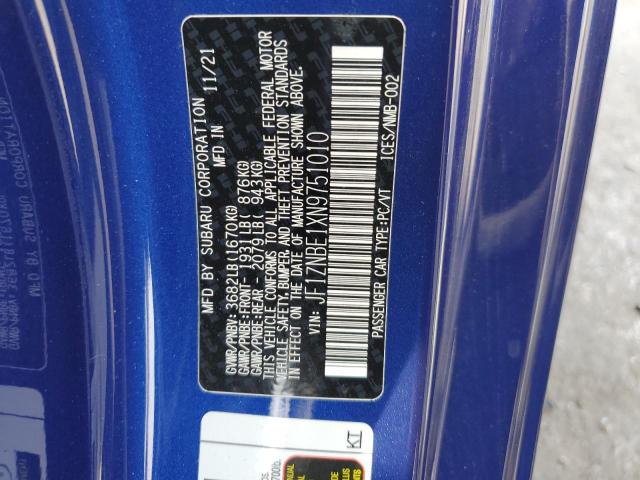 MFD BY SUBARU CORPORATION 11/21
MFD IN
GVWR/PNBV: 3682LB(1670KG)
GAWR/PNBE:FRONT- 1931LB( 876KG)
GAWR/PNBE:REAR - 2079LB( 943KG)
THIS VEHICLE CONFORMS TO ALL APPLICABLE FEDERAL MOTOR
VEHICLE SAFETY,BUMPER,AND THEFT PREVENTION STANDARDS
IN EFFECT ON THE DATE OF MANUFACTURE SHOWN ABOVE.
VIN: JF1ZNBE1XN9751010
PASSENGER CAR TYPE:PC/VT
ICES/NMB-002
KT